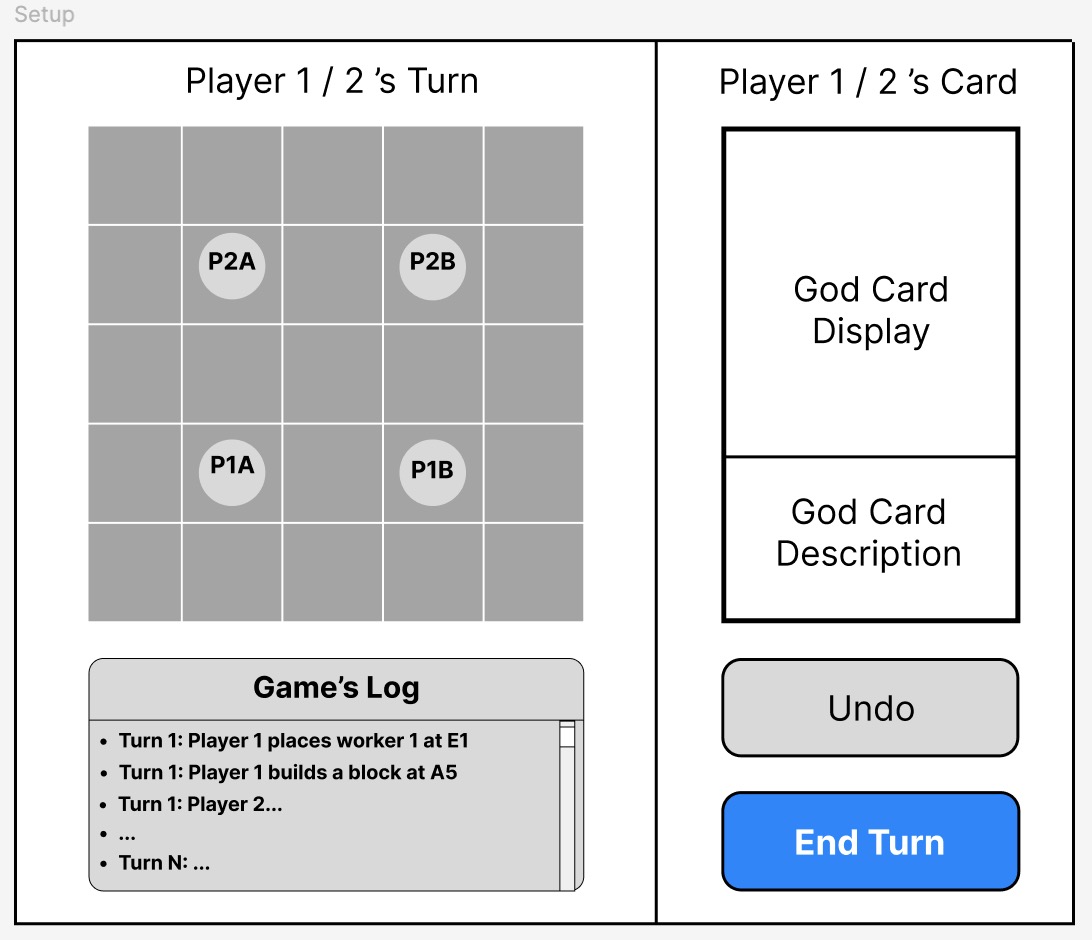 Setup
Player 1 / 2 ’s Turn
P2A
P2B
P1A
P1B
Game’s Log
• Turn 1: Player 1 places worker 1 at E1
• Turn 1: Player 1 builds a block at A5
• Turn 1: Player 2...
• ...
• Turn N: ...
Player 1 / 2 ’s Card
God Card
Display
God Card
Description
Undo
End Turn